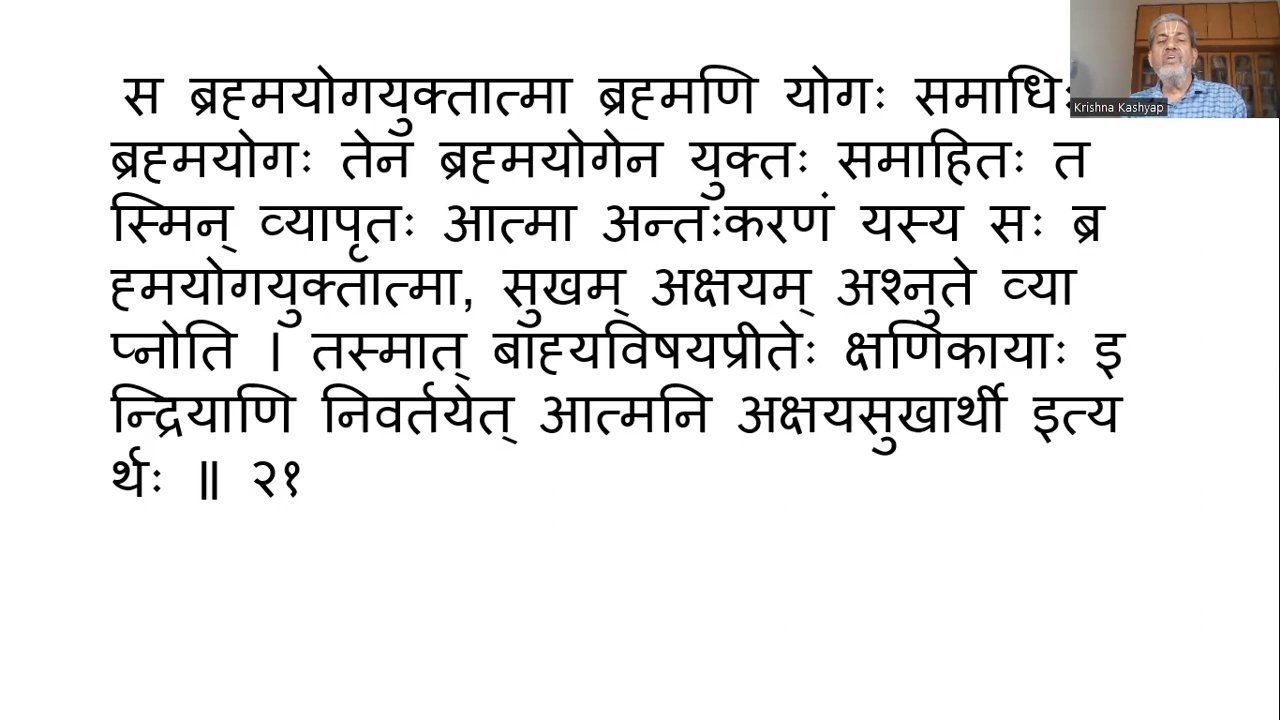 स ब्रह्मयोगयुक्तात्मा ब्रह्मणि योगः समाधिः
ब्रह्मयोगः तेन ब्रह्मयोगेन युक्तः समाहितः त
स्मिन् व्यापृतः आत्मा अन्तःकरणं यस्य सः ब्र
ह्मयोगयुक्तात्मा, सुखम् अक्षयम् अश्नुते व्या
प्नोति । तस्मात् बाह्यविषयप्रीतेः क्षणिकायाः इ
न्द्रियाणि निवर्तयेत् आत्मनि अक्षयसुखार्थी इत्य
र्थः ॥ २१
Krishna Kashyap